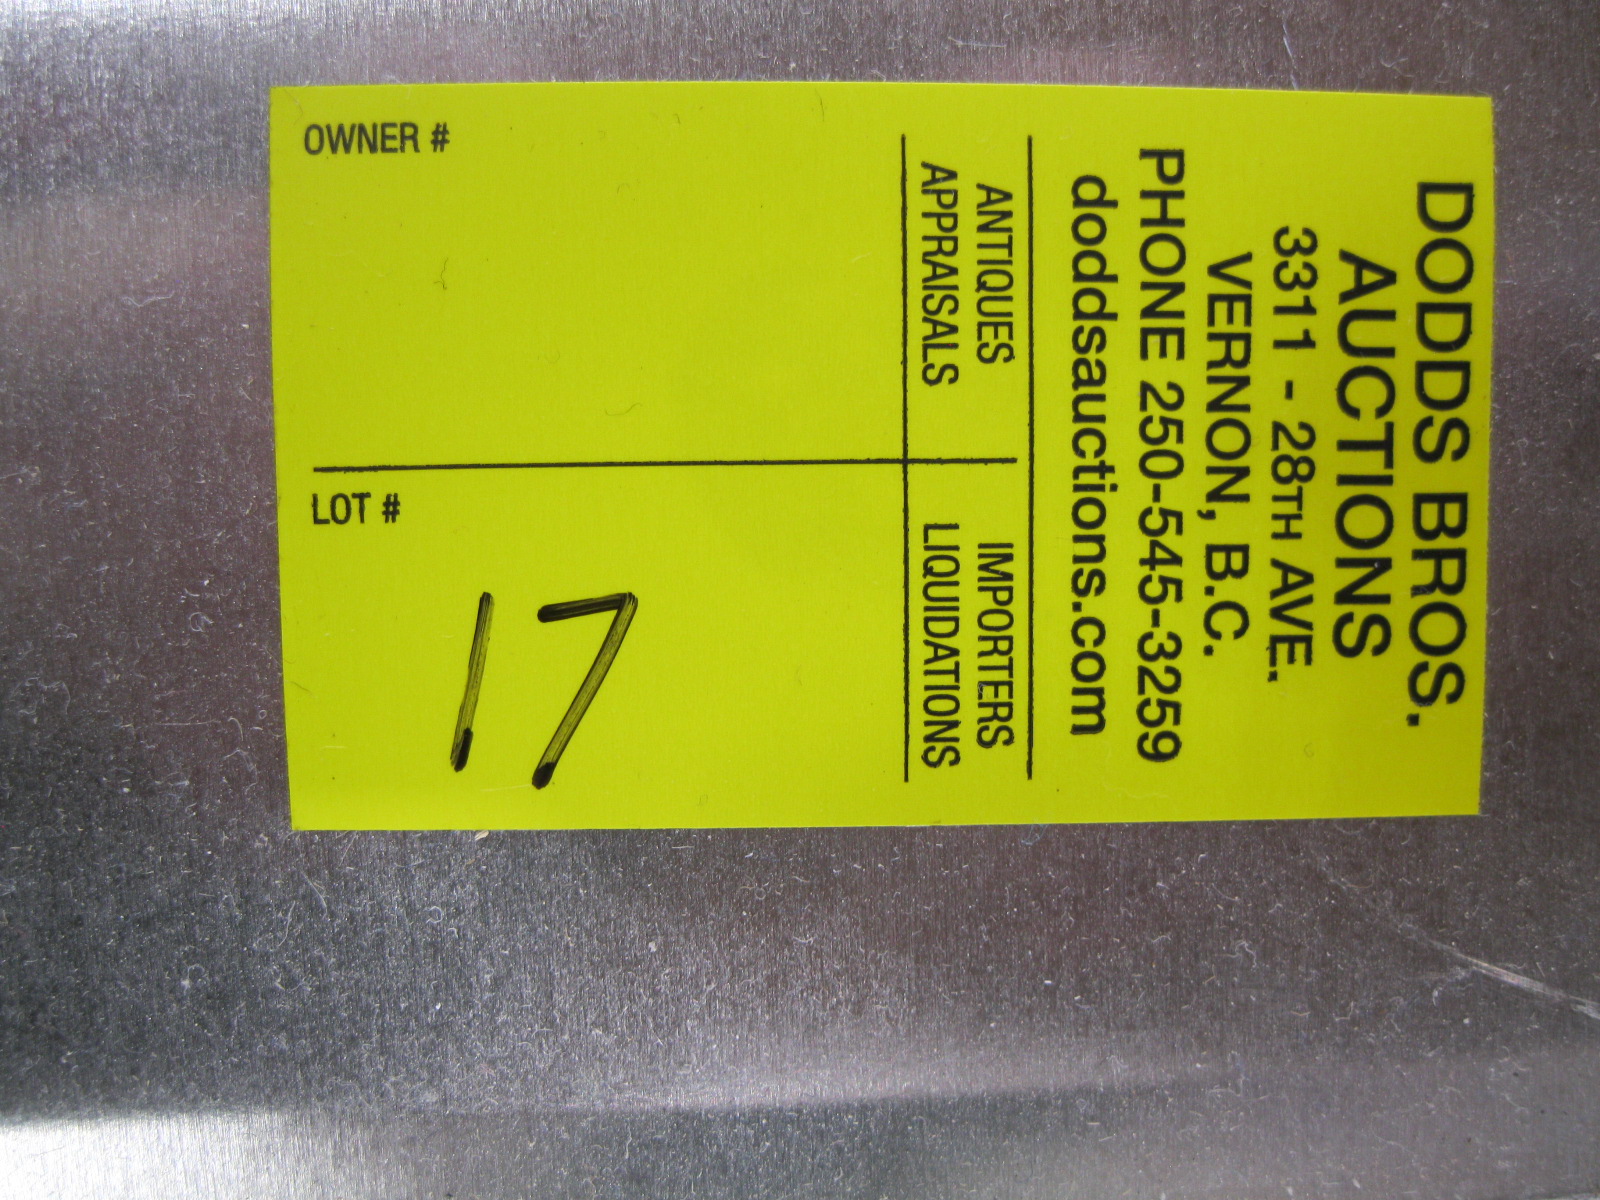 DODDS BROS.
AUCTIONS
3311 - 28TH AVE.
VERNON, B.C.
PHONE 250-545-3259
doddsauctions.com
ANTIQUES
APPRAISALS
IMPORTERS
LIQUIDATIONS
OWNER #
LOT #
17